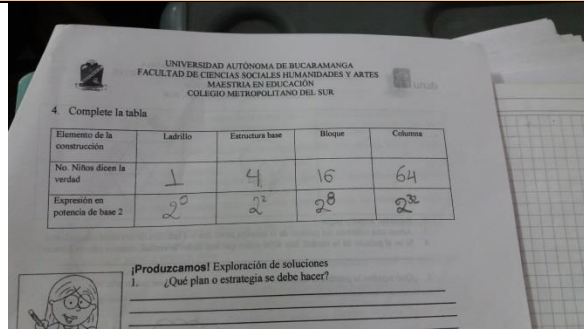 UNIVERSIDAD AUTÓNOMA DE BUCARAMANGA
FACULTAD DE CIENCIAS SOCIALES HUMANIDADES Y ARTES
MAESTRIA EN EDUCACIÓN
COLEGIO METROPOLITANO DEL SUR
unab
4. Complete la tabla
Elemento de la construcción Ladrillo Estructura base Bloque Columna
No. Niños dicen la verdad 1 4 16 64
Expresión en potencia de base 2 2⁰ 2² 2⁸ 2³²
¡Produzcamos! Exploración de soluciones
1. ¿Qué plan o estrategia se debe hacer?